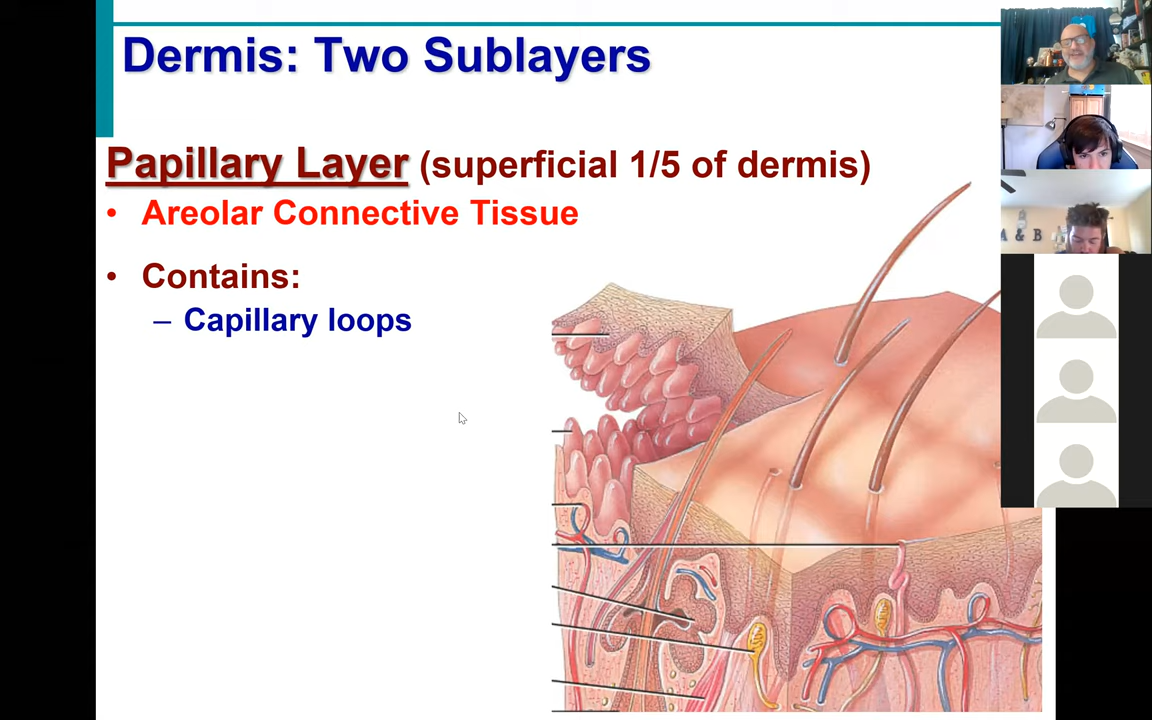 Dermis: Two Sublayers
Papillary Layer (superficial 1/5 of dermis)
• Areolar Connective Tissue
• Contains:
– Capillary loops
A & B